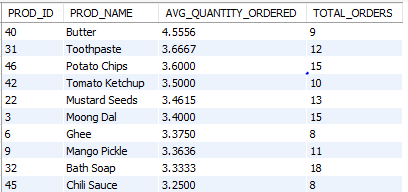 PROD_ID PROD_NAME AVG_QUANTITY_ORDERED TOTAL_ORDERS
40 Butter 4.5556 9
31 Toothpaste 3.6667 12
46 Potato Chips 3.6000 15
42 Tomato Ketchup 3.5000 10
22 Mustard Seeds 3.4615 13
3 Moong Dal 3.4000 15
6 Ghee 3.3750 8
9 Mango Pickle 3.3636 11
32 Bath Soap 3.3333 18
45 Chili Sauce 3.2500 8